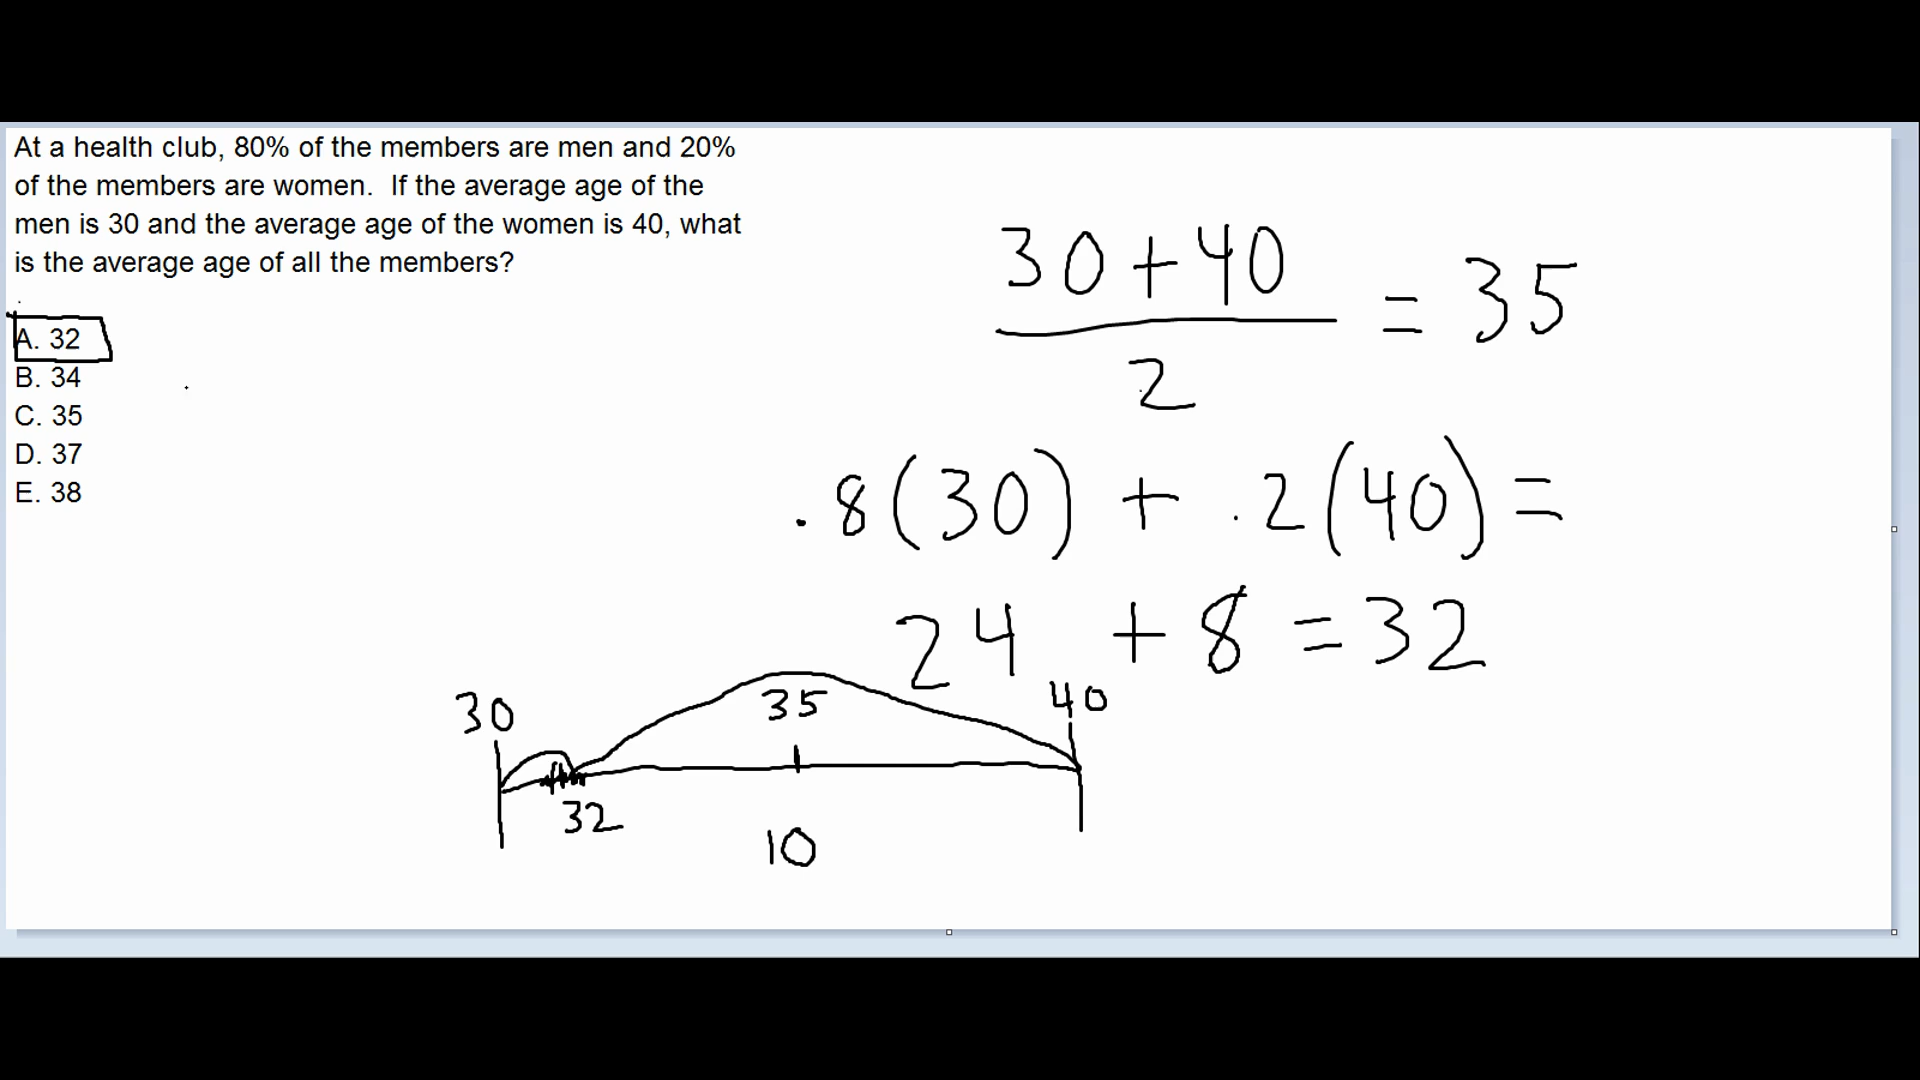 At a health club, 80% of the members are men and 20%
of the members are women. If the average age of the
men is 30 and the average age of the women is 40, what
is the average age of all the members?
A. 32
B. 34
C. 35
D. 37
E. 38
30+40
= 35
2
.8(30) + .2(40) =
24 + 8 = 32
30
35
40
32
10